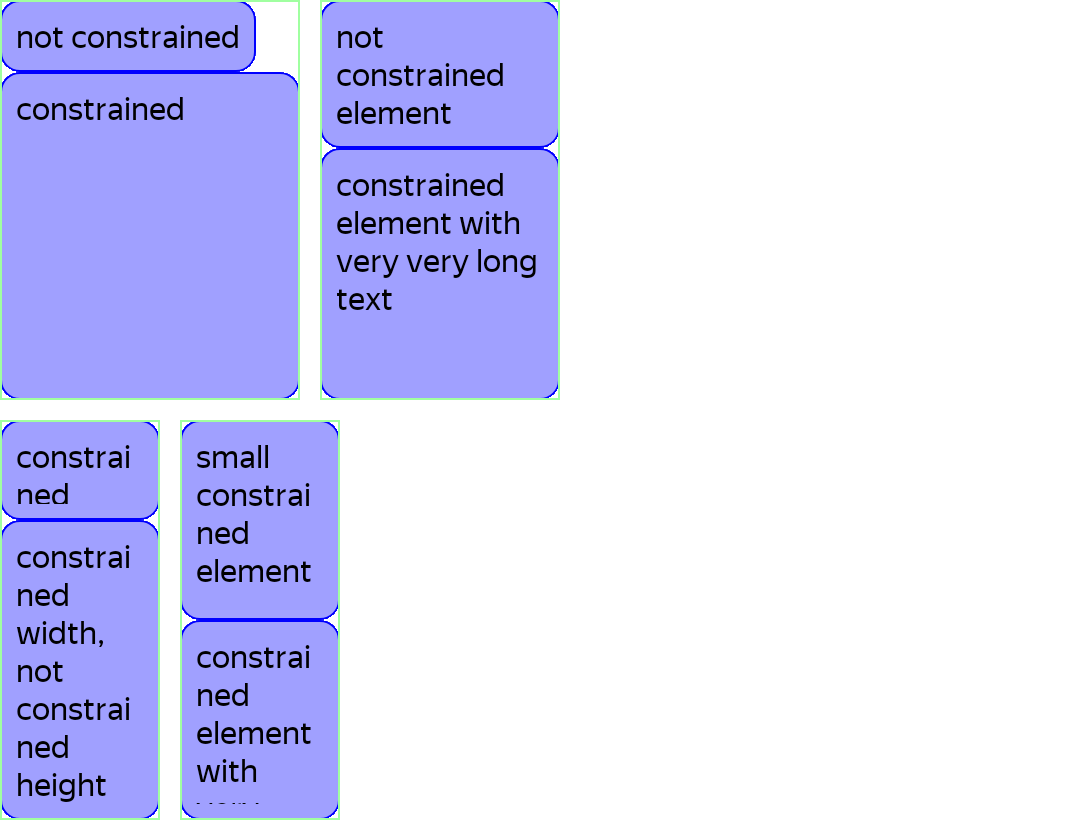 not constrained
constrained
not
constrained
element
constrained
element with
very very long
text
constrai
ned
constrai
ned
width,
not
constrai
ned
height
small
constrai
ned
element
constrai
ned
element
with